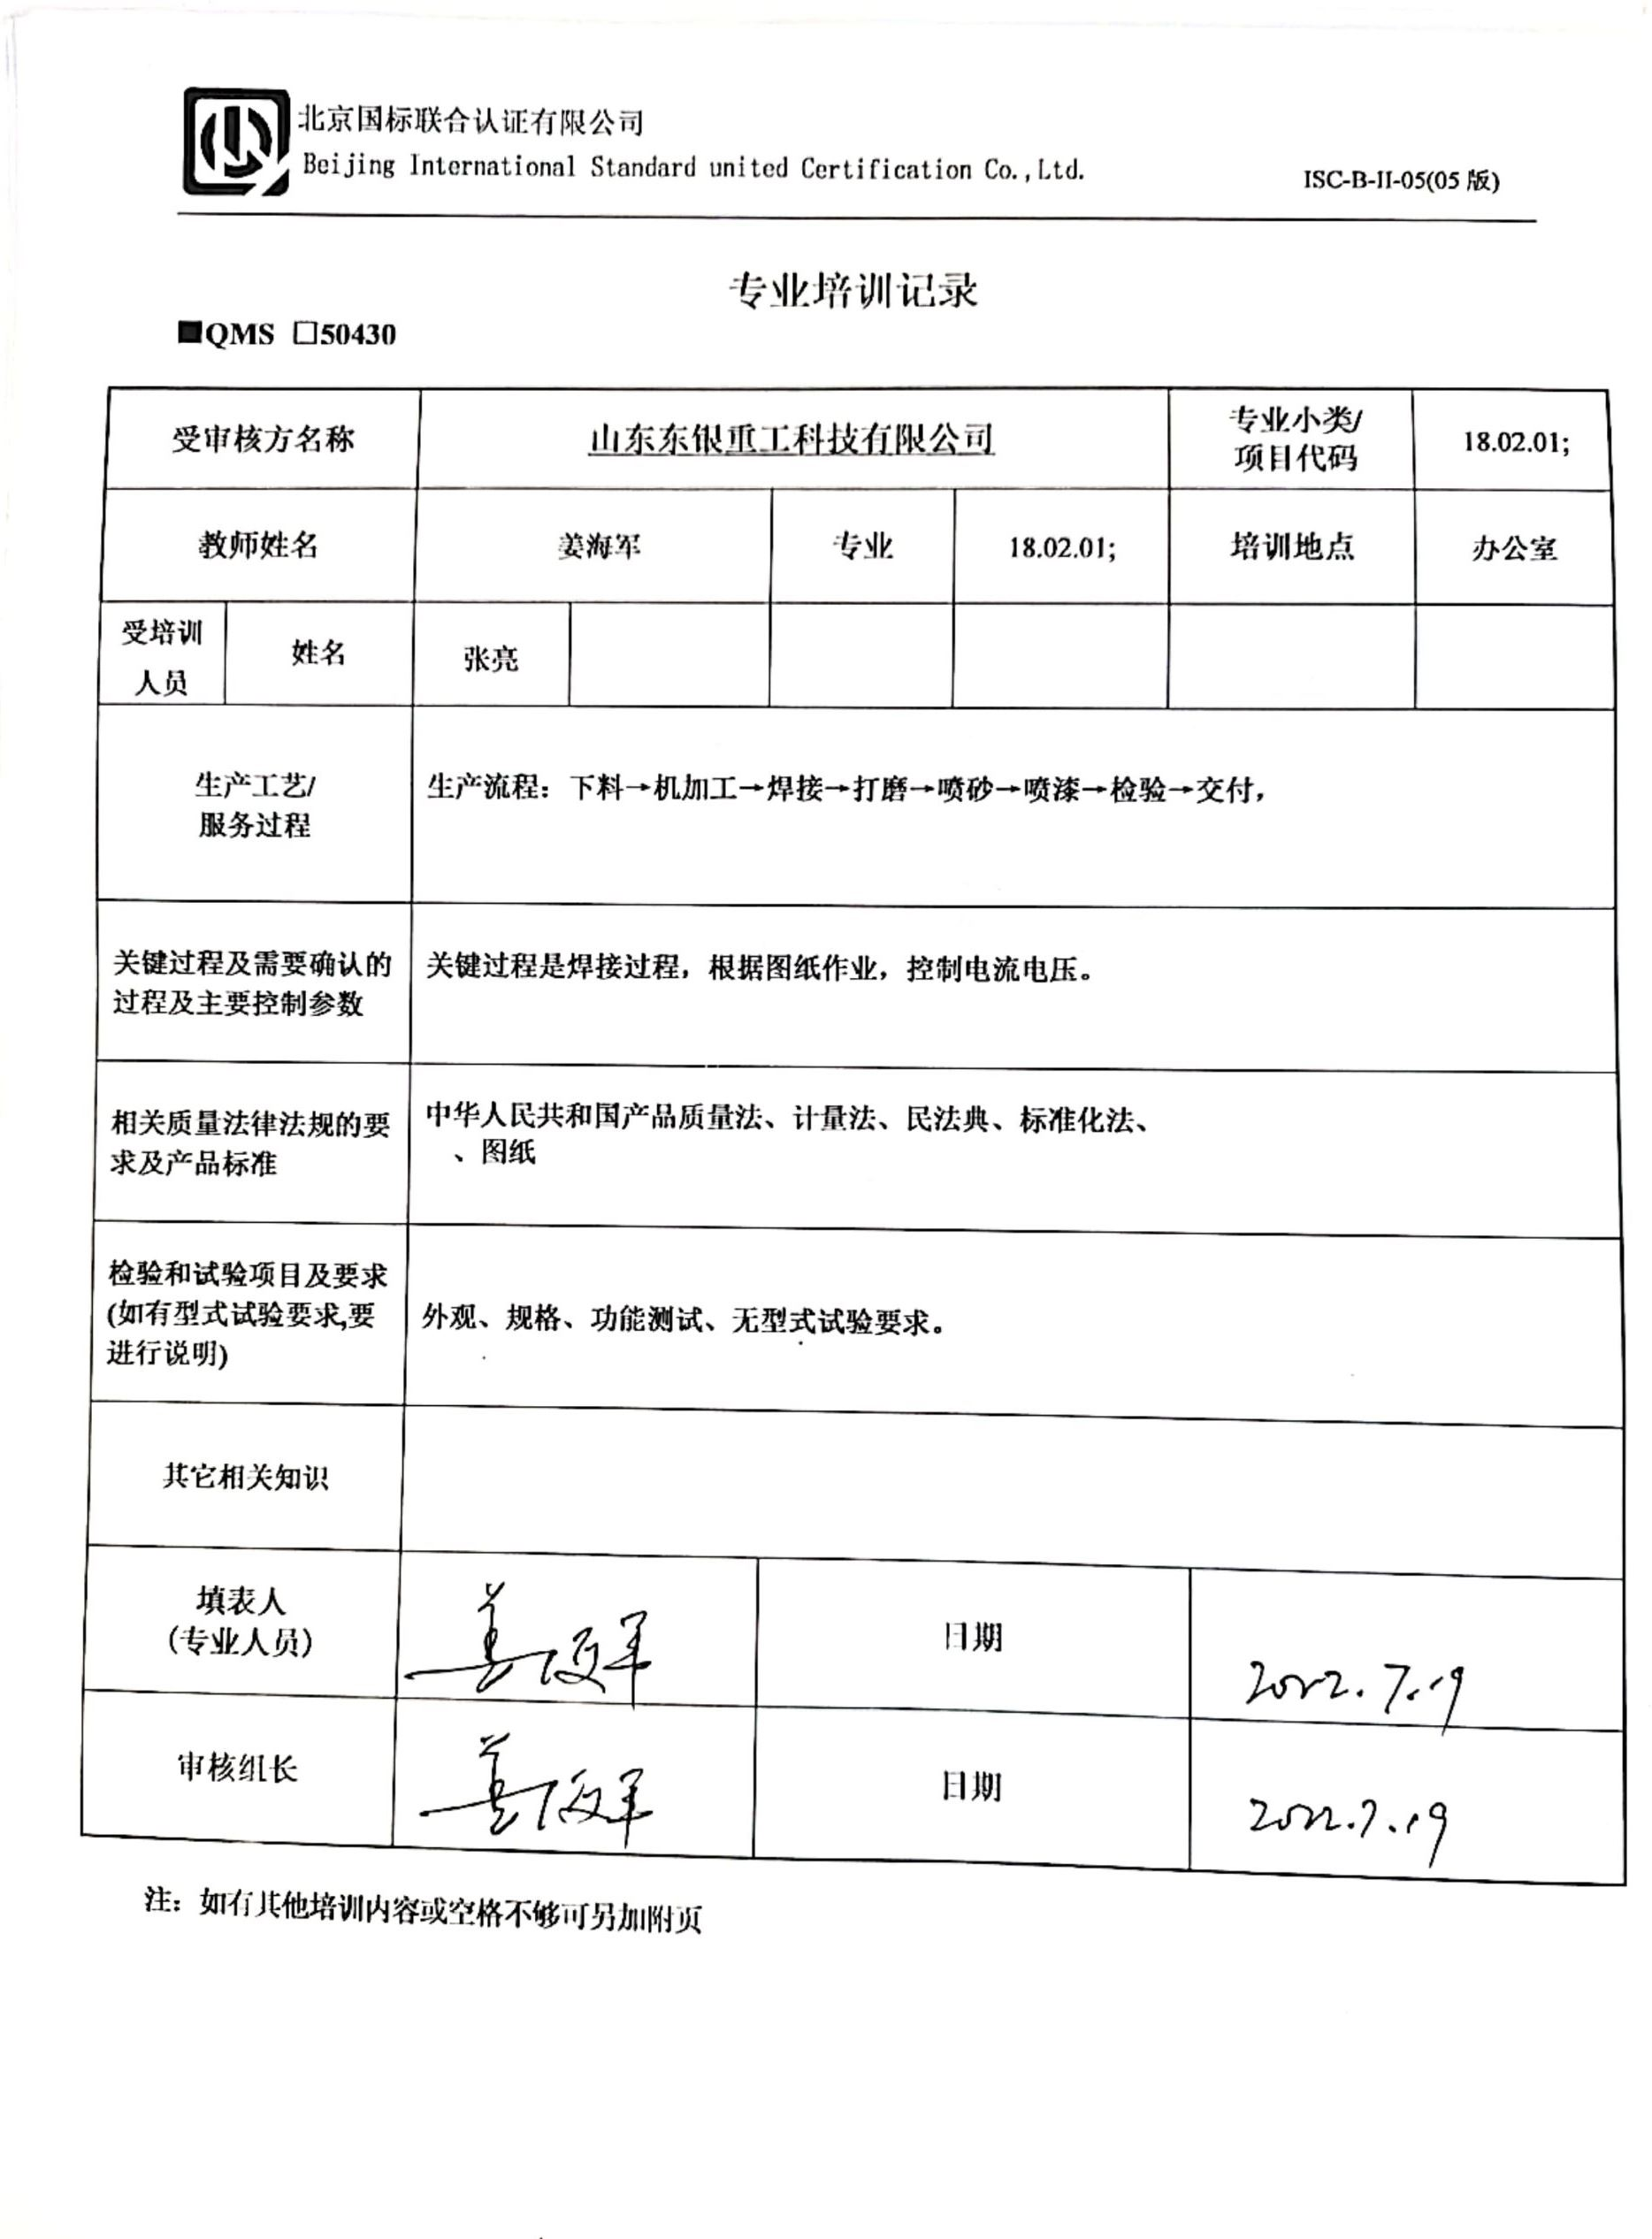 北京国标联合认证有限公司
Beijing International Standard united Certification Co.,Ltd.
ISC-B-II-05(05 版)
专业培训记录
■QMS □50430
受审核方名称 山东东银重工科技有限公司 专业小类/
项目代码 18.02.01;
教师姓名 姜海军 专业 18.02.01; 培训地点 办公室
受培训
人员 姓名 张亮
生产工艺/
服务过程
生产流程：下料→机加工→焊接→打磨→喷砂→喷漆→检验→交付，
关键过程及需要确认的
过程及主要控制参数
关键过程是焊接过程，根据图纸作业，控制电流电压。
相关质量法律法规的要
求及产品标准
中华人民共和国产品质量法、计量法、民法典、标准化法、
、图纸
检验和试验项目及要求
(如有型式试验要求,要
进行说明)
外观、规格、功能测试、无型式试验要求。
其它相关知识
填表人
（专业人员） 姜海军 日期 2022.7.19
审核组长 姜海军 日期 2022.7.19
注：如有其他培训内容或空格不够可另加附页